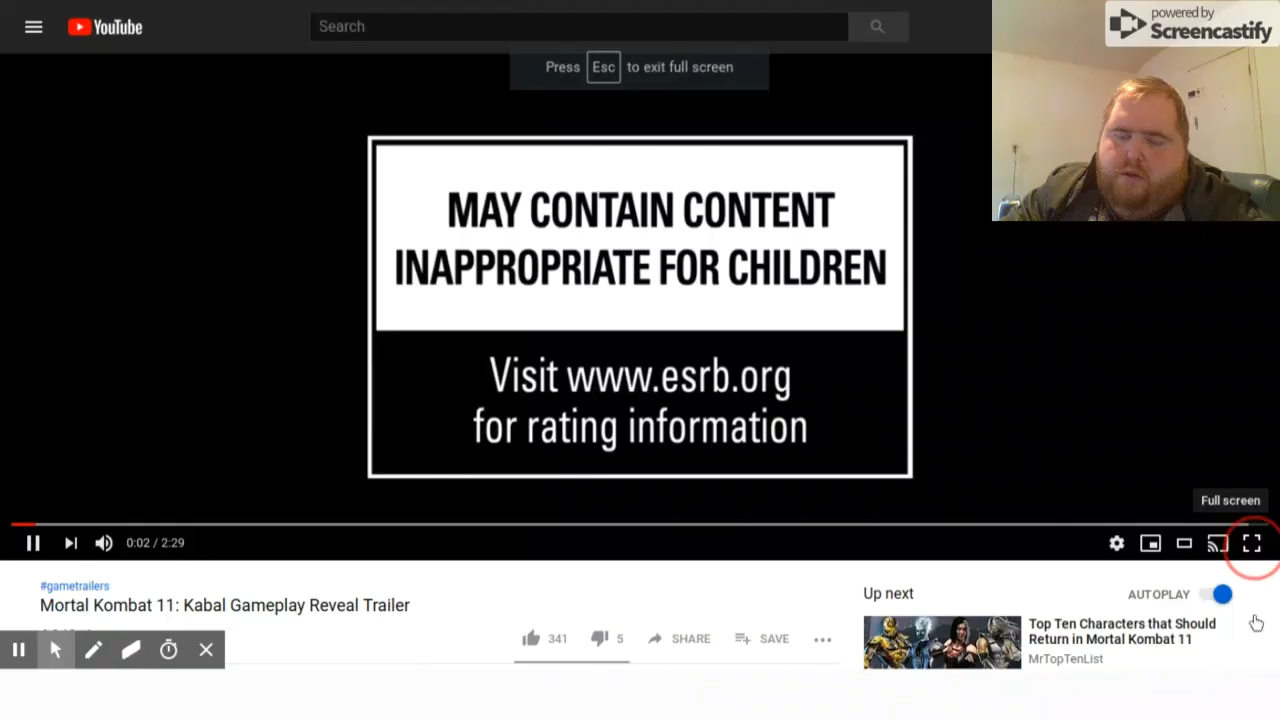 YouTube
Search
powered by
Screencastify
Press Esc to exit full screen
MAY CONTAIN CONTENT
INAPPROPRIATE FOR CHILDREN
Visit www.esrb.org
for rating information
Full screen
0:02 / 2:29
#gametrailers
Mortal Kombat 11: Kabal Gameplay Reveal Trailer
341
5
SHARE
SAVE
Up next
AUTOPLAY
Top Ten Characters that Should
Return in Mortal Kombat 11
MrTopTenList